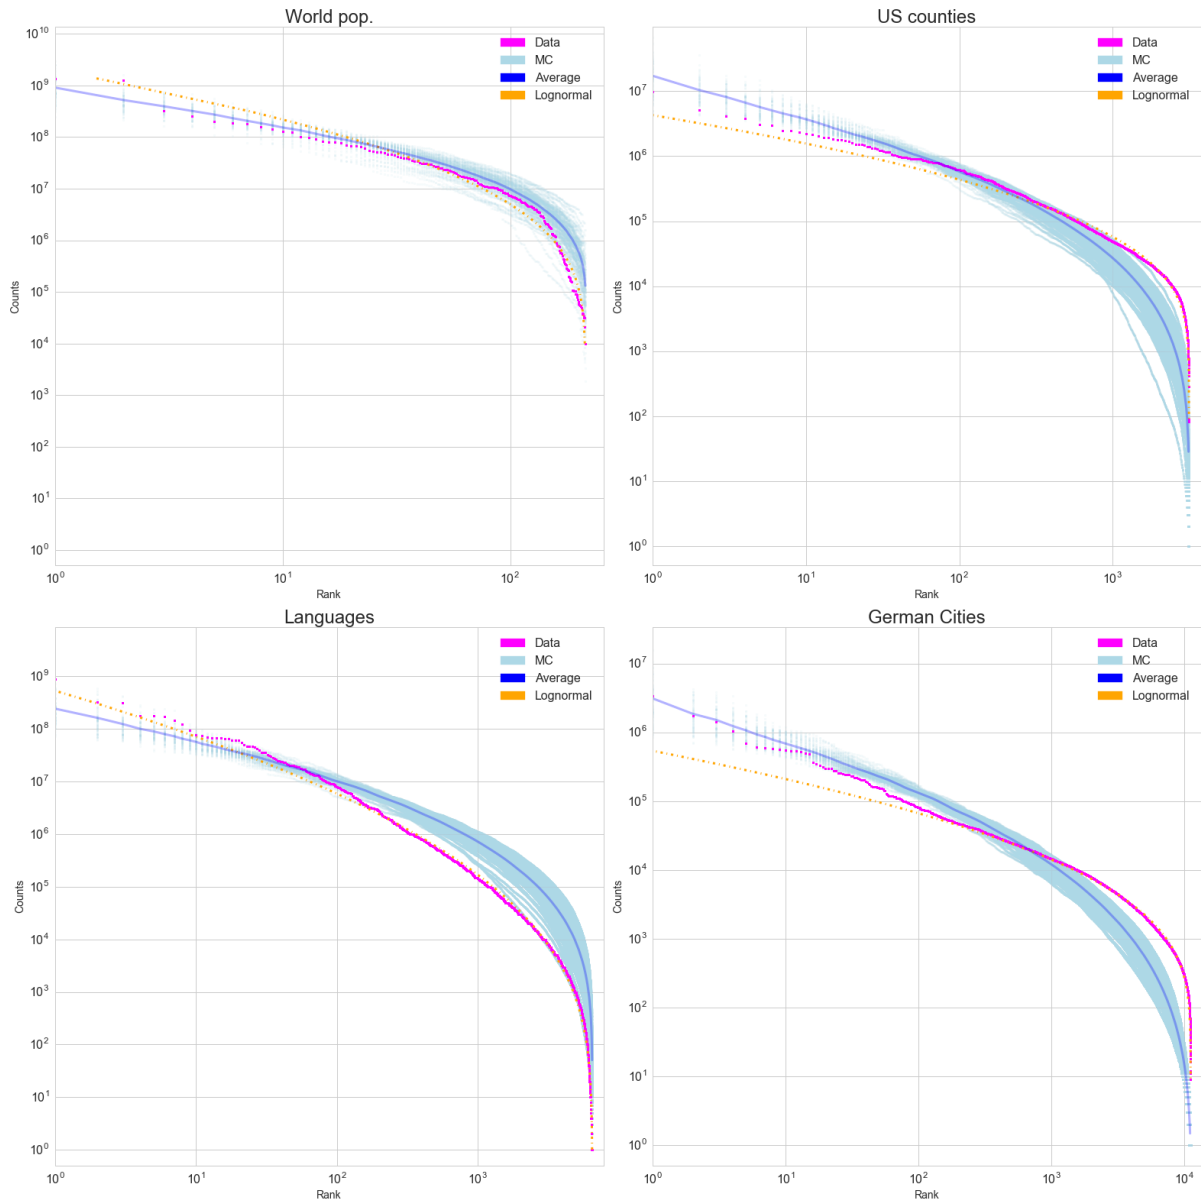 World pop.
Data
MC
Average
Lognormal
10^10
10^9
10^8
10^7
10^6
10^5
10^4
10^3
10^2
10^1
10^0
Counts
10^0 10^1 10^2
Rank
US counties
Data
MC
Average
Lognormal
10^7
10^6
10^5
10^4
10^3
10^2
10^1
10^0
Counts
10^0 10^1 10^2 10^3
Rank
Languages
Data
MC
Average
Lognormal
10^9
10^8
10^7
10^6
10^5
10^4
10^3
10^2
10^1
10^0
Counts
10^0 10^1 10^2 10^3
Rank
German Cities
Data
MC
Average
Lognormal
10^7
10^6
10^5
10^4
10^3
10^2
10^1
10^0
Counts
10^0 10^1 10^2 10^3 10^4
Rank